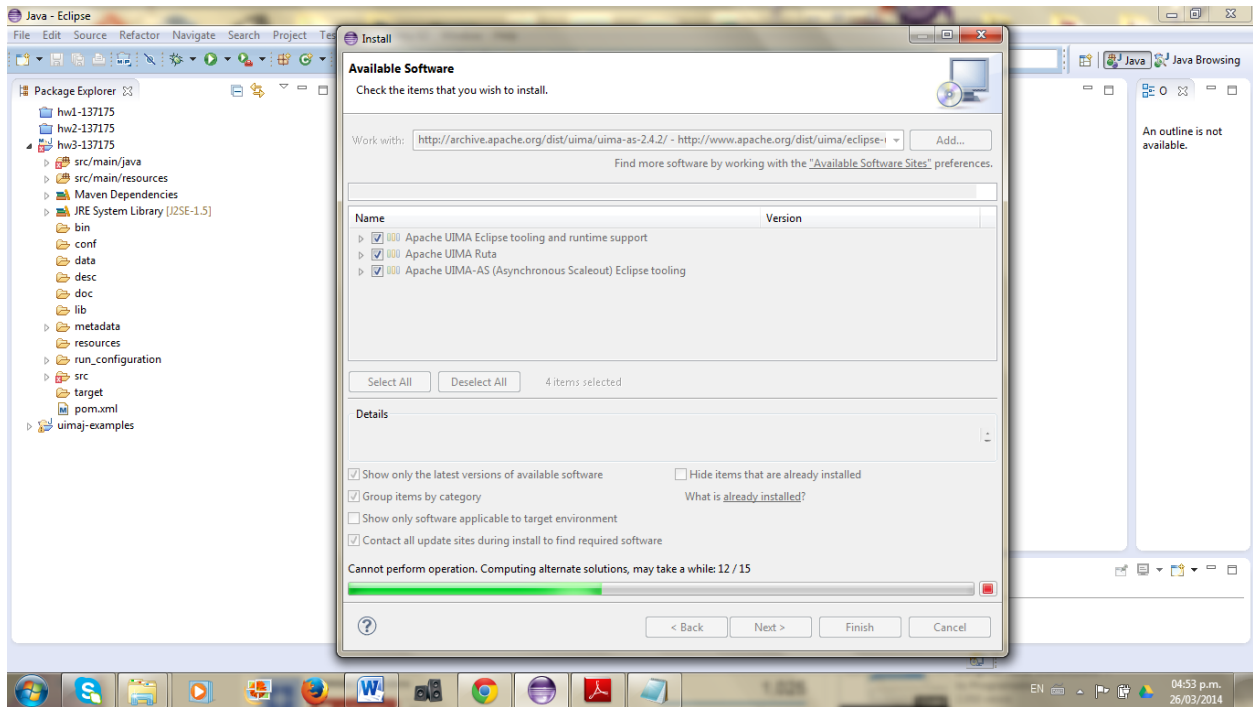 Java - Eclipse
File Edit Source Refactor Navigate Search Project
Java Java Browsing
Package Explorer
hw1-137175
hw2-137175
hw3-137175
src/main/java
src/main/resources
Maven Dependencies
JRE System Library [J2SE-1.5]
bin
conf
data
desc
doc
lib
metadata
resources
run_configuration
src
target
pom.xml
uimaj-examples
Install
Available Software
Check the items that you wish to install.
Work with: http://archive.apache.org/dist/uima/uima-as-2.4.2/ - http://www.apache.org/dist/uima/eclipse- Add...
Find more software by working with the "Available Software Sites" preferences.
Name Version
Apache UIMA Eclipse tooling and runtime support
Apache UIMA Ruta
Apache UIMA-AS (Asynchronous Scaleout) Eclipse tooling
Select All Deselect All 4 items selected
Details
Show only the latest versions of available software Hide items that are already installed
Group items by category What is already installed?
Show only software applicable to target environment
Contact all update sites during install to find required software
Cannot perform operation. Computing alternate solutions, may take a while: 12 / 15
< Back Next > Finish Cancel
O
An outline is not
available.
EN 04:53 p.m.
26/03/2014